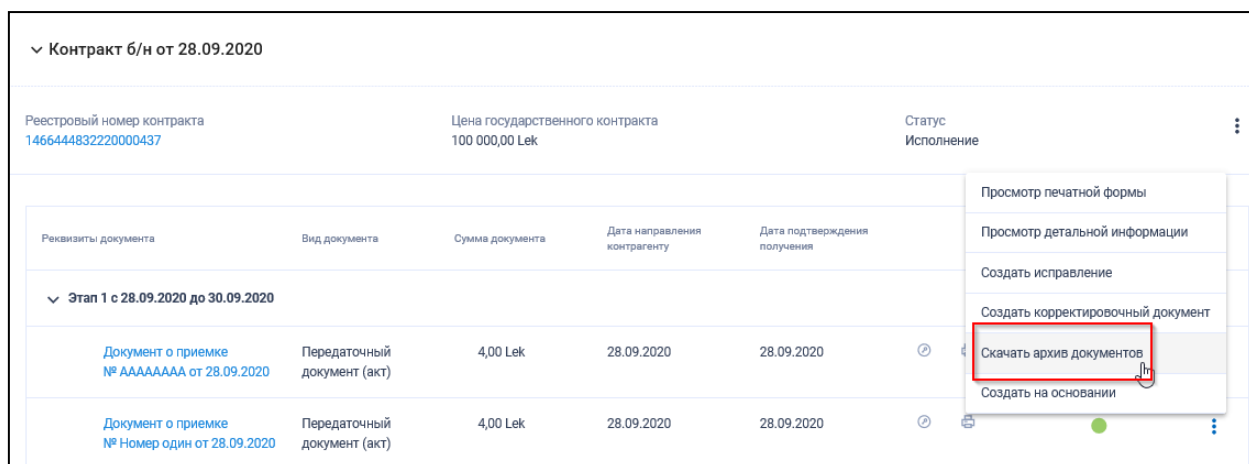 Контракт б/н от 28.09.2020
Реестровый номер контракта
1466444832220000437
Цена государственного контракта
100 000,00 Lek
Статус
Исполнение
Просмотр печатной формы
Просмотр детальной информации
Создать исправление
Создать корректировочный документ
Скачать архив документов
Создать на основании
Реквизиты документа
Вид документа
Сумма документа
Дата направления
контрагенту
Дата подтверждения
получения
Этап 1 с 28.09.2020 до 30.09.2020
Документ о приемке
№ АААААААА от 28.09.2020
Передаточный
документ (акт)
4,00 Lek
28.09.2020
28.09.2020
Документ о приемке
№ Номер один от 28.09.2020
Передаточный
документ (акт)
4,00 Lek
28.09.2020
28.09.2020